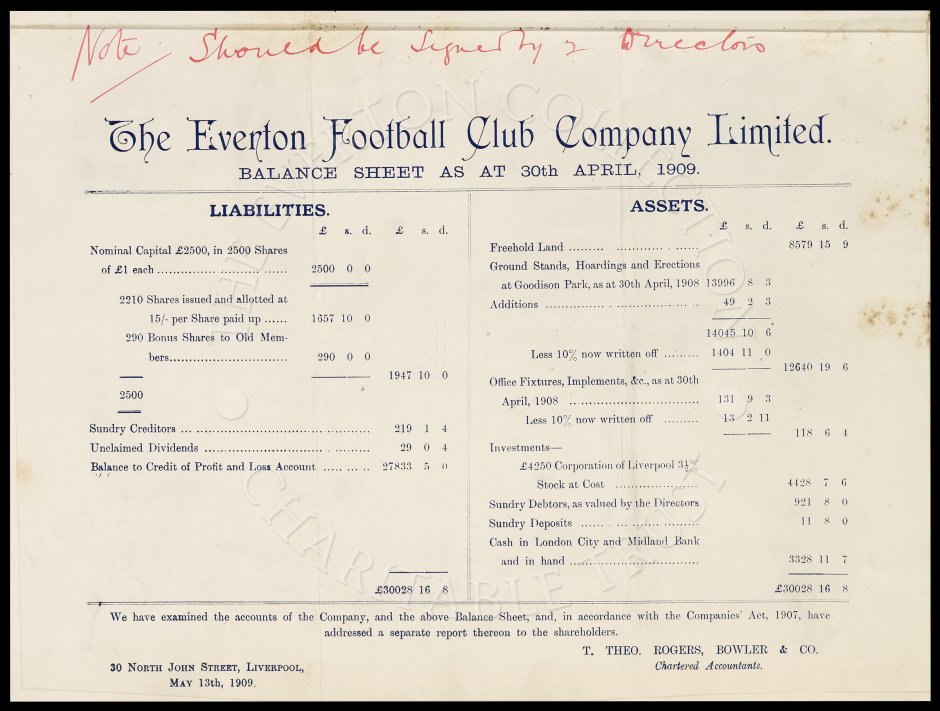 Note - Should be Signed by 2 Directors
The Everton Football Club Company Limited.
BALANCE SHEET AS AT 30th APRIL, 1909.
LIABILITIES.
£ s. d. £ s. d.
Nominal Capital £2500, in 2500 Shares
of £1 each ................................. 2500 0 0
2210 Shares issued and allotted at
15/- per Share paid up ...... 1657 10 0
290 Bonus Shares to Old Mem-
bers.............................. 290 0 0
1947 10 0
2500
Sundry Creditors ... ................................................ 219 1 4
Unclaimed Dividends .......................................... 29 0 4
Balance to Credit of Profit and Loss Account ............ 27833 5 0
£30028 16 8
ASSETS.
£ s. d. £ s. d.
Freehold Land ................................. 8579 15 9
Ground Stands, Hoardings and Erections
at Goodison Park, as at 30th April, 1908 13996 8 3
Additions ....................................... 49 2 3
14045 10 6
Less 10% now written off ......... 1404 11 0
12640 19 6
Office Fixtures, Implements, &c., as at 30th
April, 1908 ................................. 131 9 3
Less 10% now written off ......... 13 2 11
118 6 4
Investments—
£4250 Corporation of Liverpool 3½%
Stock at Cost ..................... 4428 7 6
Sundry Debtors, as valued by the Directors 921 8 0
Sundry Deposits .............................. 11 8 0
Cash in London City and Midland Bank
and in hand ................................. 3328 11 7
£30028 16 8
We have examined the accounts of the Company, and the above Balance Sheet, and, in accordance with the Companies' Act, 1907, have
addressed a separate report thereon to the shareholders.
T. THEO. ROGERS, BOWLER & CO.
Chartered Accountants.
30 NORTH JOHN STREET, LIVERPOOL,
MAY 13th, 1909.
THE EVERTON COLLECTION
CHARITABLE TRUST